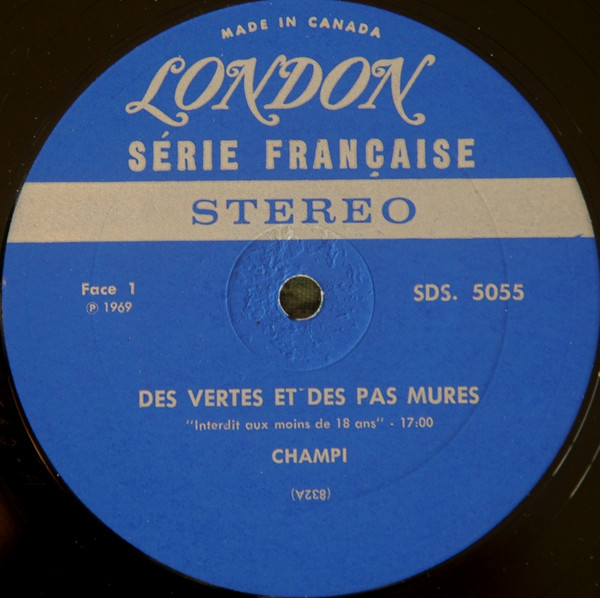 MADE IN CANADA
LONDON
SÉRIE FRANÇAISE
STEREO
Face 1
SDS. 5055
℗ 1969
DES VERTES ET DES PAS MURES
"Interdit aux moins de 18 ans" - 17:00
CHAMPI
(832A)